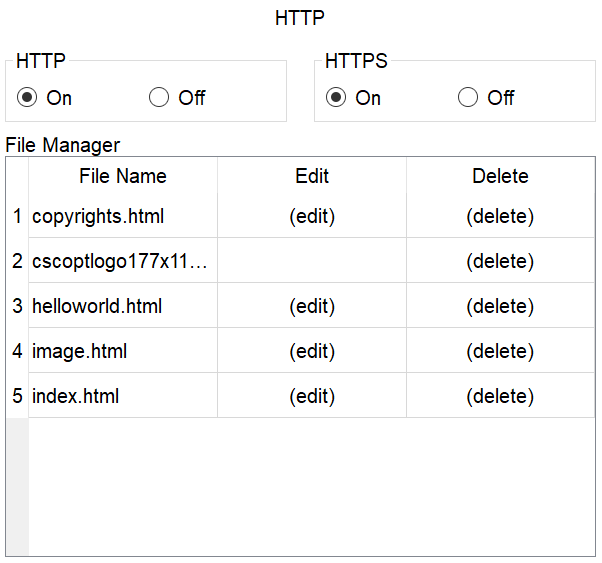 HTTP
HTTP HTTPS
On Off On Off
File Manager
File Name Edit Delete
1 copyrights.html (edit) (delete)
2 cscoptlogo177x11... (delete)
3 helloworld.html (edit) (delete)
4 image.html (edit) (delete)
5 index.html (edit) (delete)